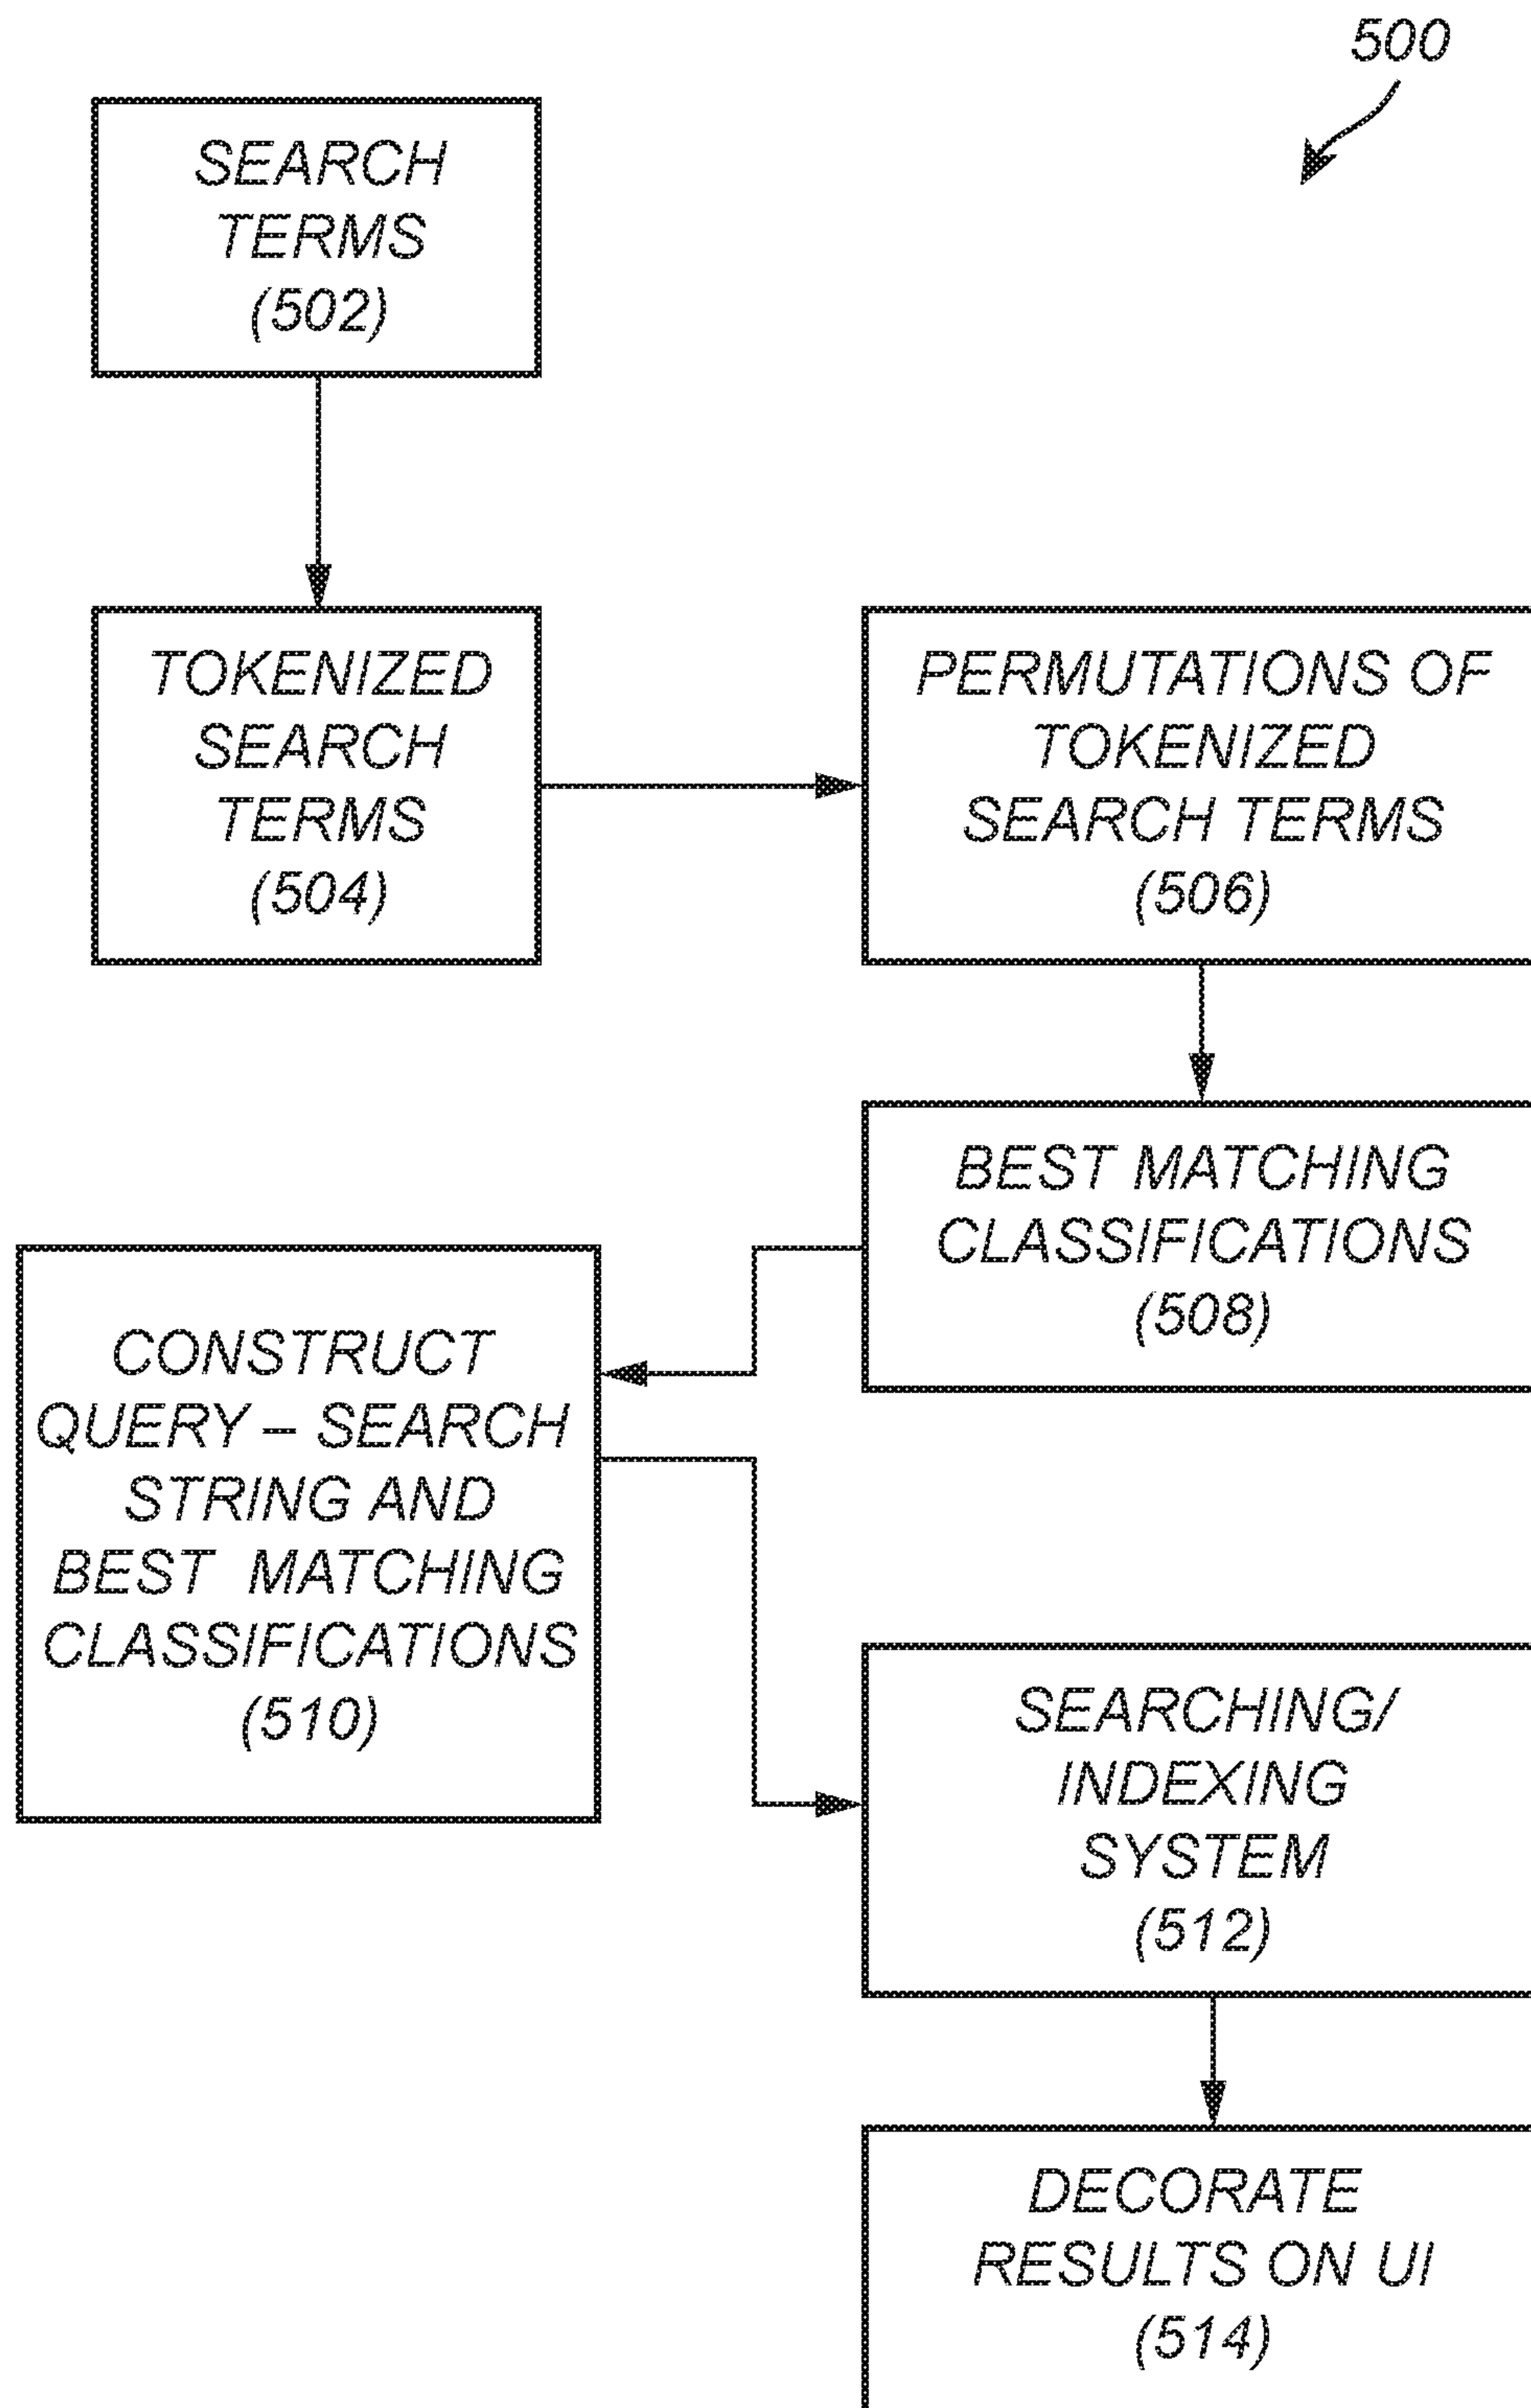 500
SEARCH
TERMS
(502)
TOKENIZED
SEARCH
TERMS
(504)
PERMUTATIONS OF
TOKENIZED
SEARCH TERMS
(506)
BEST MATCHING
CLASSIFICATIONS
(508)
CONSTRUCT
QUERY – SEARCH
STRING AND
BEST MATCHING
CLASSIFICATIONS
(510)
SEARCHING/
INDEXING
SYSTEM
(512)
DECORATE
RESULTS ON UI
(514)